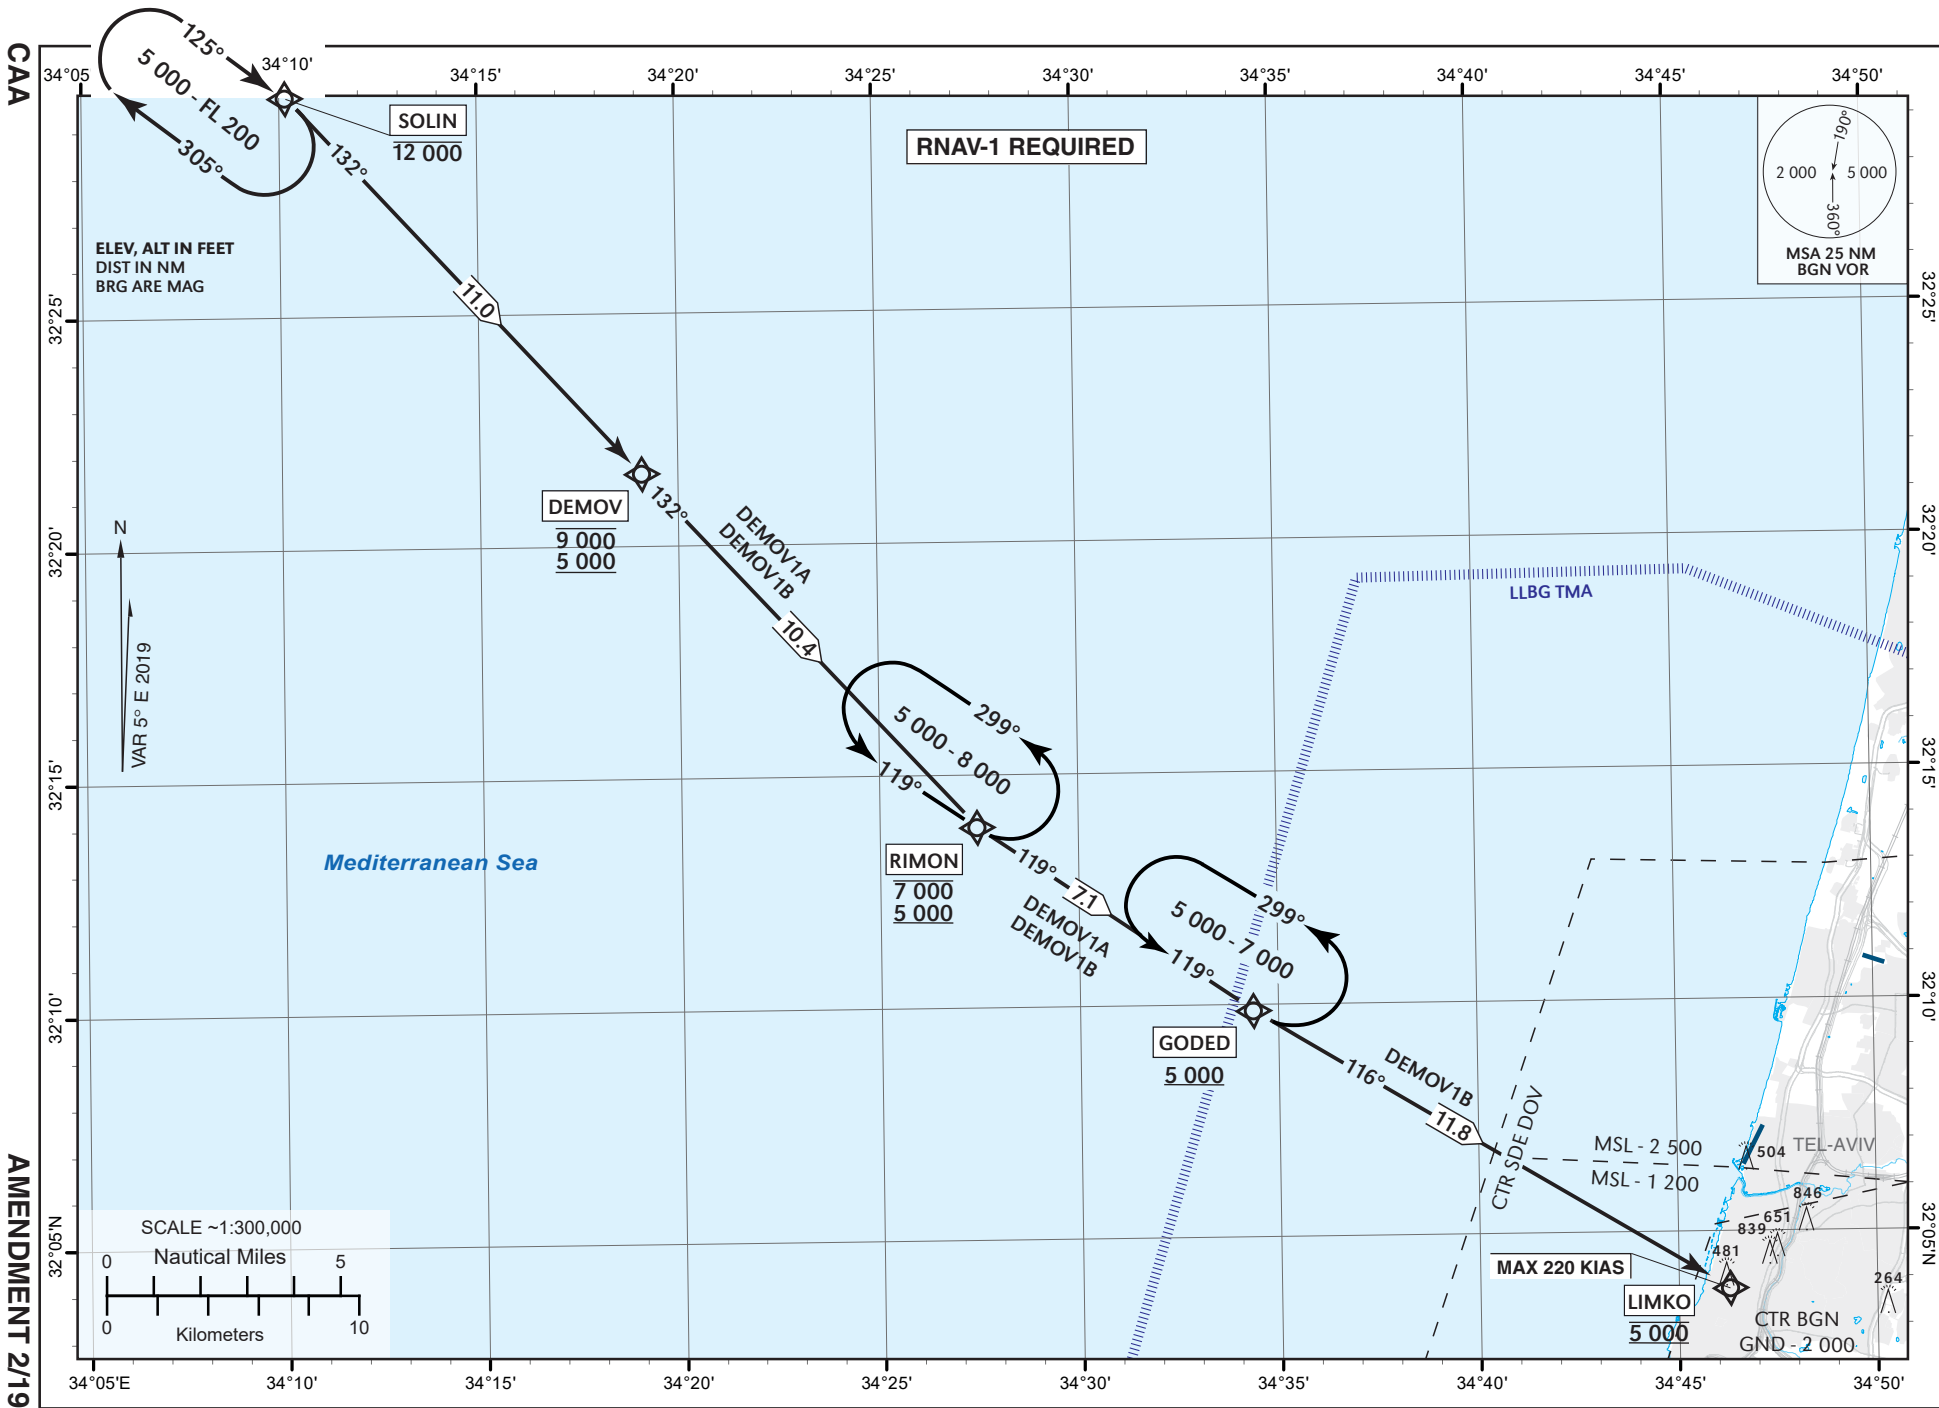 CAA
AMENDMENT 2/19
34°05
34°10'
34°15'
34°20'
34°25'
34°30'
34°35'
34°40'
34°45'
34°50'
125°
5 000 - FL 200
305°
SOLIN
12 000
RNAV-1 REQUIRED
190°
2 000
5 000
360°
MSA 25 NM
BGN VOR
132°
ELEV, ALT IN FEET
DIST IN NM
BRG ARE MAG
11.0
32°25'
32°25'
DEMOV
9 000
5 000
132°
DEMOV1A
DEMOV1B
32°20'
32°20'
N
VAR 5° E 2019
LLBG TMA
10.4
299°
5 000 - 8 000
119°
32°15'
32°15'
RIMON
7 000
5 000
Mediterranean Sea
119°
7.1
DEMOV1A
DEMOV1B
299°
5 000 - 7 000
119°
32°10'
32°10'
GODED
5 000
116°
DEMOV1B
11.8
CTR SDE DOV
MSL - 2 500
MSL - 1 200
504
TEL-AVIV
846
651
839
481
264
32°05'N
32°05'N
MAX 220 KIAS
LIMKO
5 000
CTR BGN
GND - 2 000
SCALE ~1:300,000
Nautical Miles
0
5
0
10
Kilometers
34°05'E
34°10'
34°15'
34°20'
34°25'
34°30'
34°35'
34°40'
34°45'
34°50'